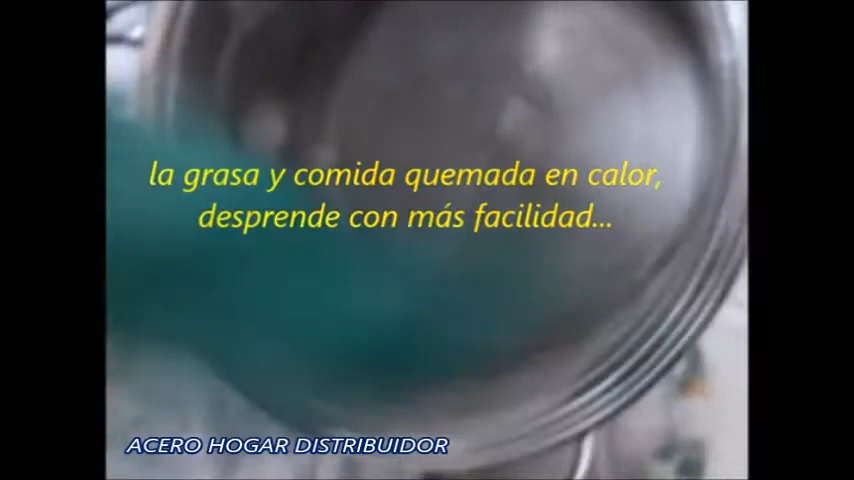 la grasa y comida quemada en calor,
desprende con más facilidad...
ACERO HOGAR DISTRIBUIDOR